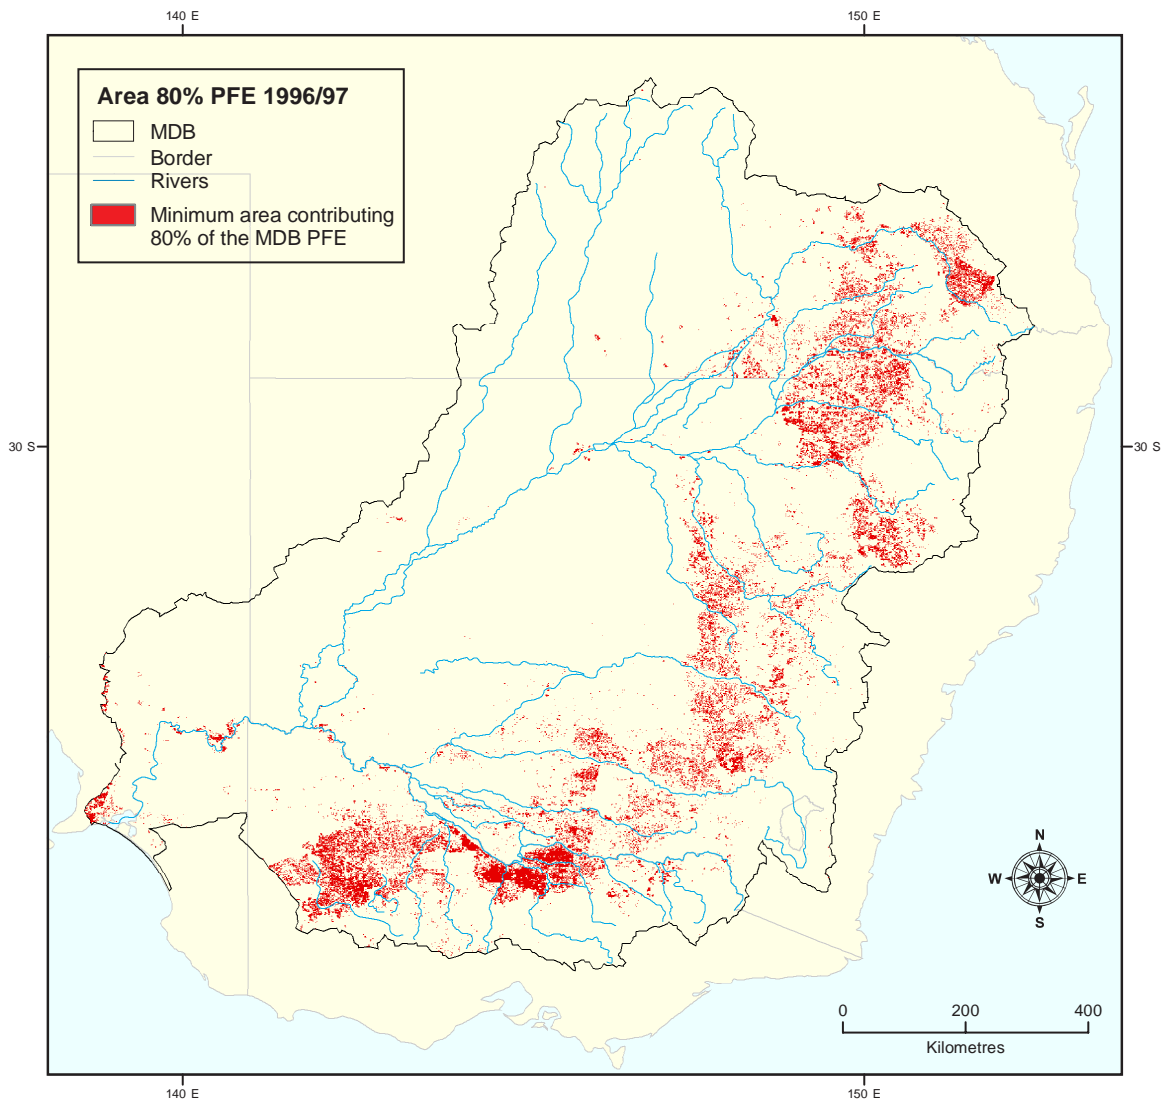 140 E 150 E
Area 80% PFE 1996/97
MDB
Border
Rivers
Minimum area contributing
80% of the MDB PFE
30 S 30 S
N
W E
S
0 200 400
Kilometres
140 E 150 E